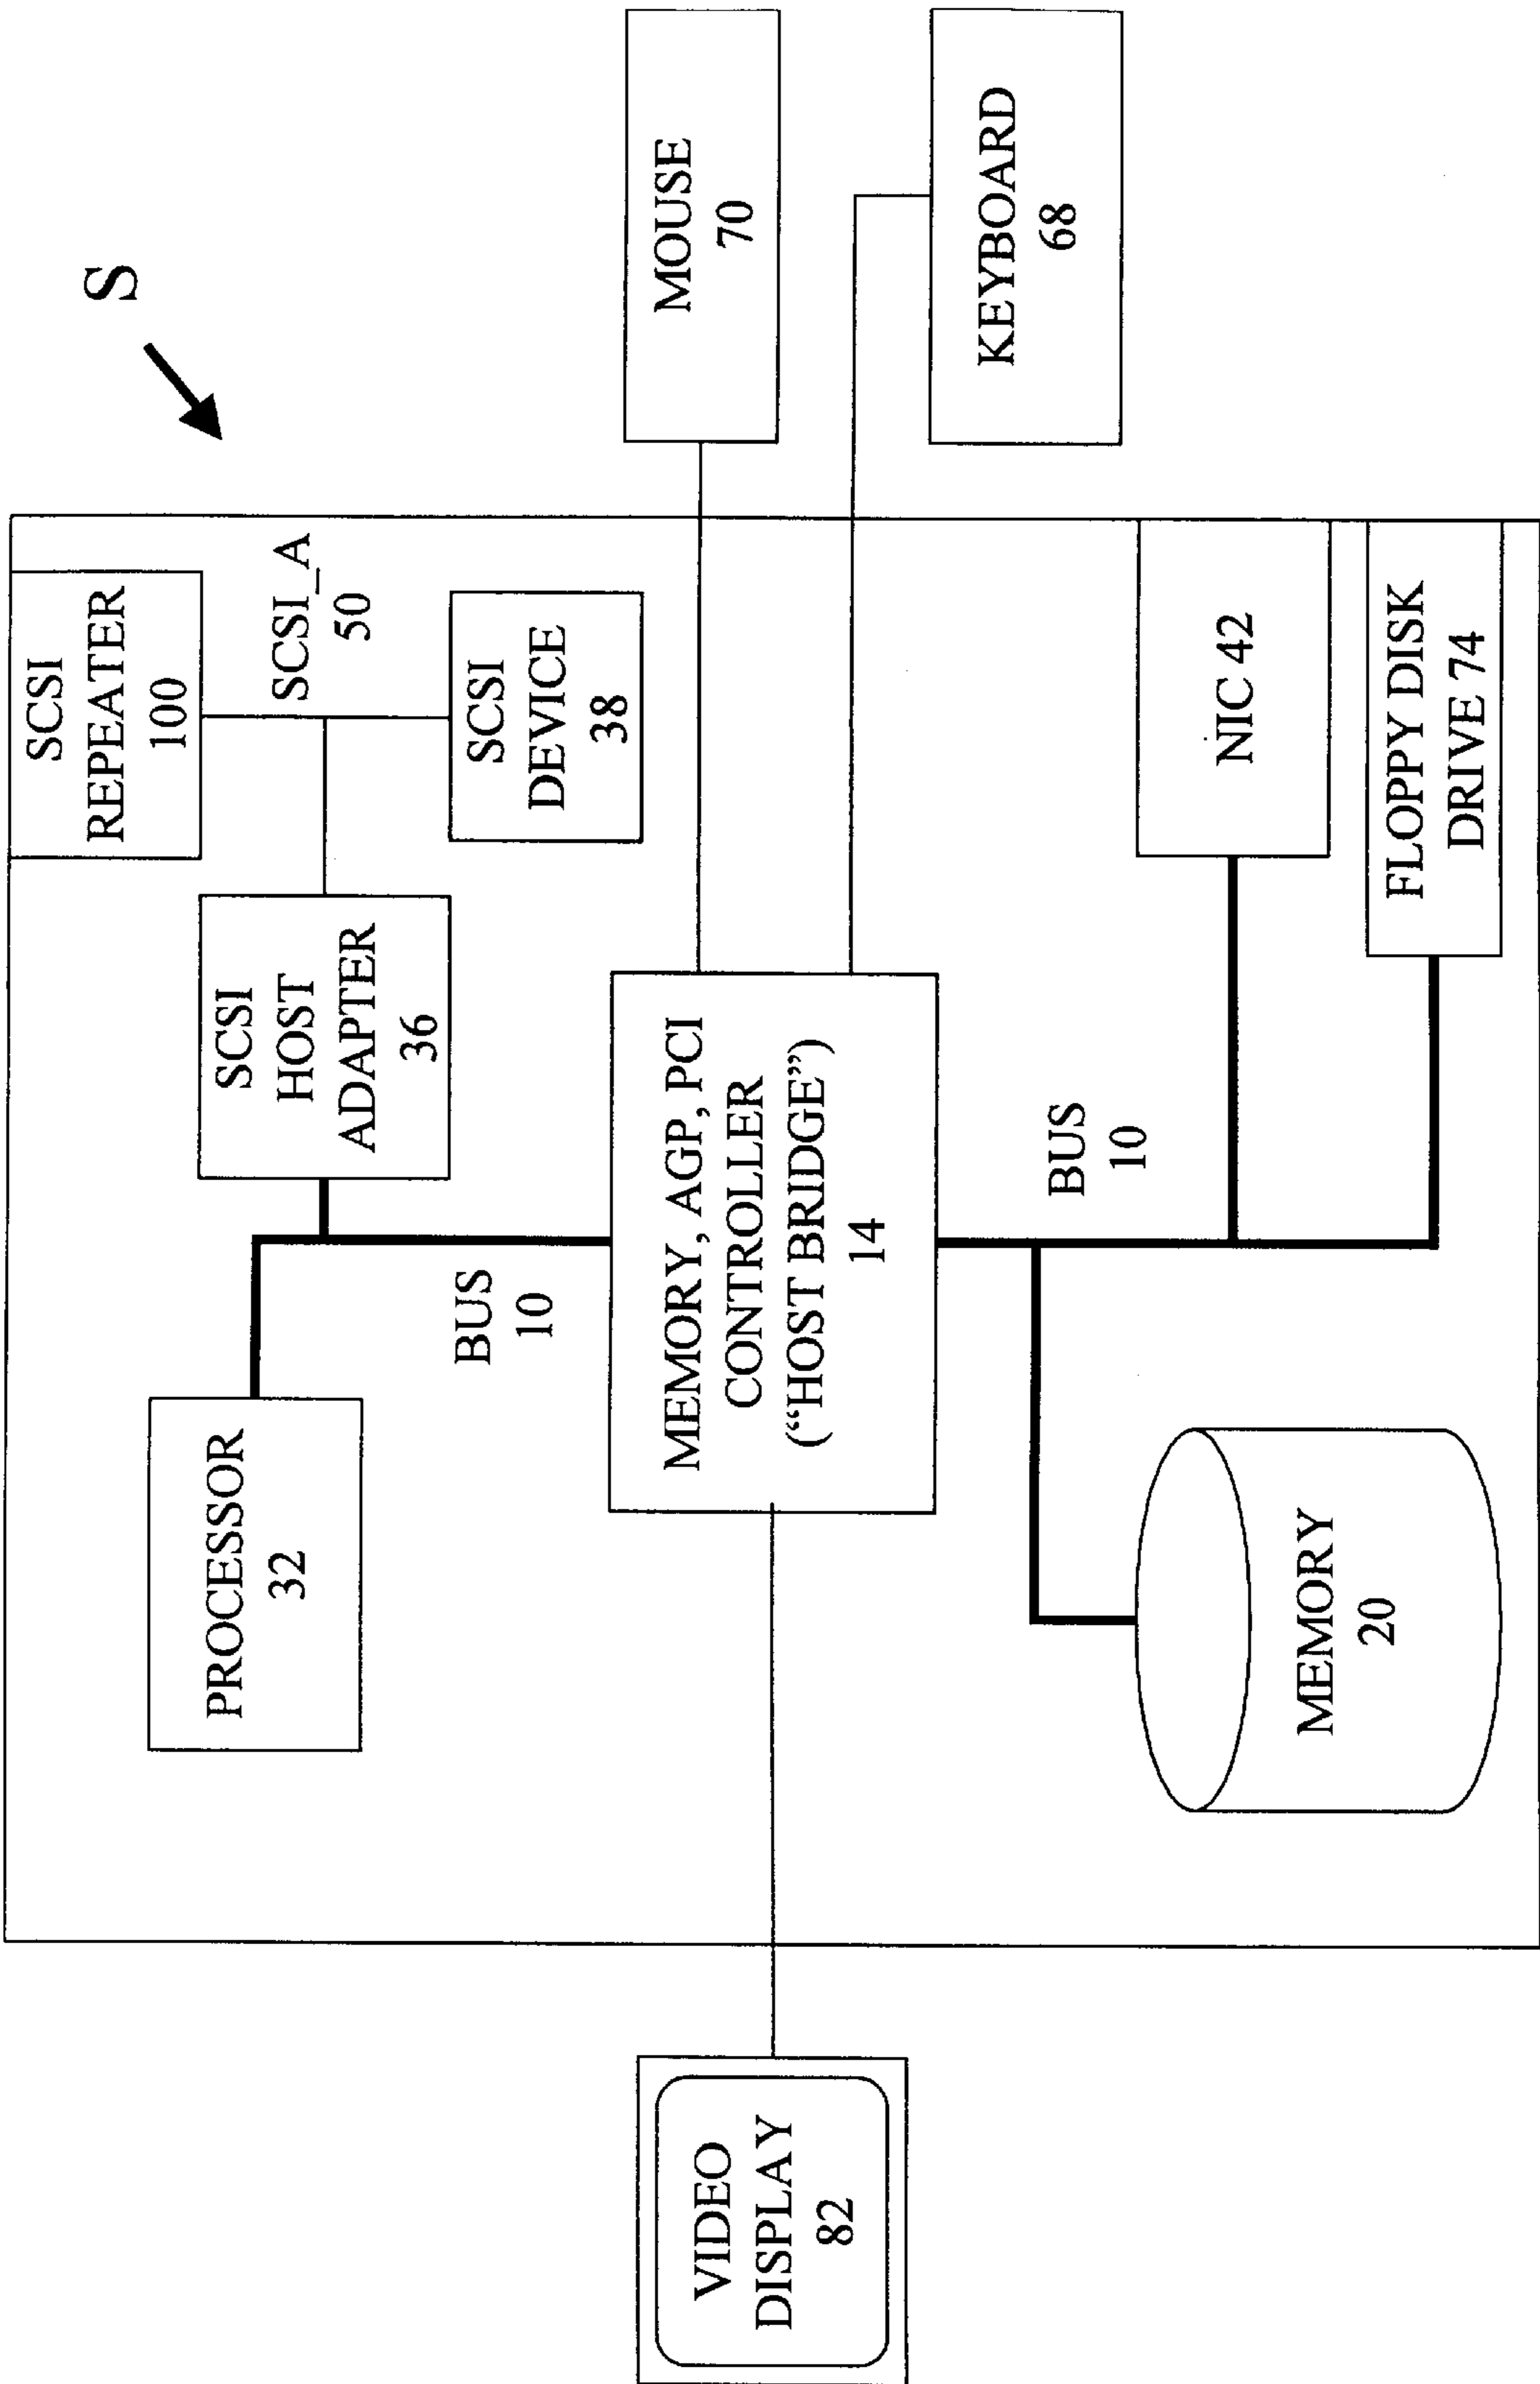 S
PROCESSOR
32
SCSI
HOST
ADAPTER
36
SCSI
REPEATER
100
SCSI_A
50
SCSI
DEVICE
38
BUS
10
VIDEO
DISPLAY
82
MEMORY, AGP, PCI
CONTROLLER
("HOST BRIDGE")
14
MOUSE
70
KEYBOARD
68
BUS
10
MEMORY
20
NIC 42
FLOPPY DISK
DRIVE 74